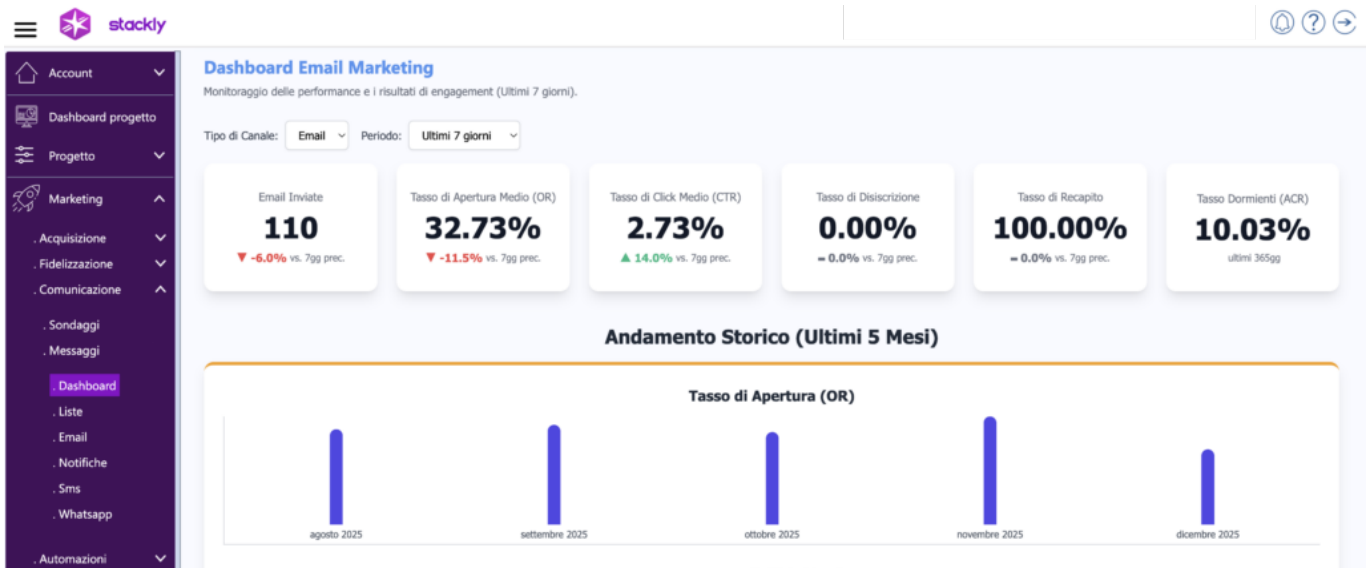 stackly
Account
Dashboard progetto
Progetto
Marketing
. Acquisizione
. Fidelizzazione
. Comunicazione
. Sondaggi
. Messaggi
. Dashboard
. Liste
. Email
. Notifiche
. Sms
. Whatsapp
. Automazioni
Dashboard Email Marketing
Monitoraggio delle performance e i risultati di engagement (Ultimi 7 giorni).
Tipo di Canale: Email Periodo: Ultimi 7 giorni
Email Inviate
110
▼ -6.0% vs. 7gg prec.
Tasso di Apertura Medio (OR)
32.73%
▼ -11.5% vs. 7gg prec.
Tasso di Click Medio (CTR)
2.73%
▲ 14.0% vs. 7gg prec.
Tasso di Disiscrizione
0.00%
= 0.0% vs. 7gg prec.
Tasso di Recapito
100.00%
= 0.0% vs. 7gg prec.
Tasso Dormienti (ACR)
10.03%
ultimi 365gg
Andamento Storico (Ultimi 5 Mesi)
Tasso di Apertura (OR)
agosto 2025 settembre 2025 ottobre 2025 novembre 2025 dicembre 2025